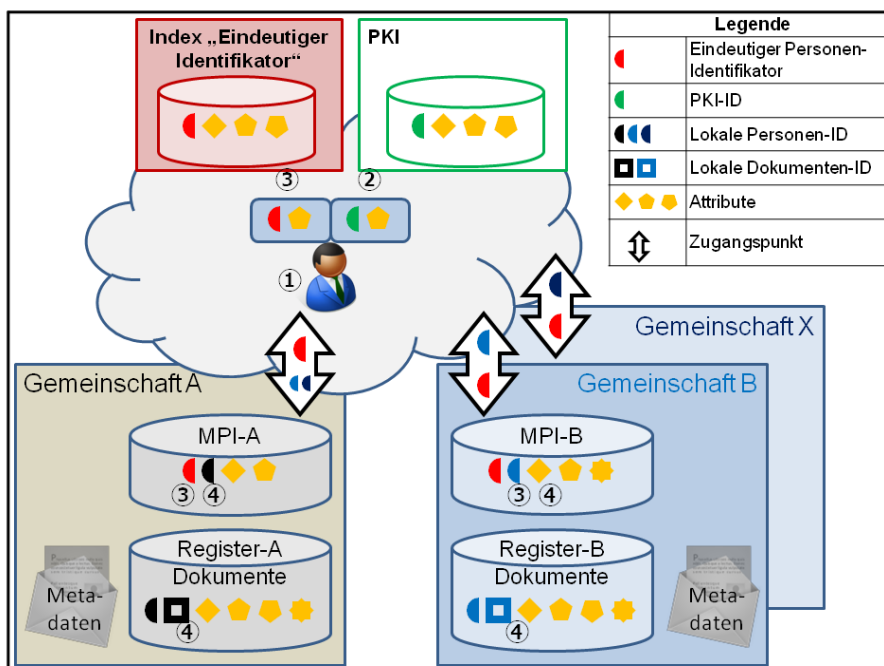 Index „Eindeutiger
Identifikator“
PKI
Legende
Eindeutiger Personen-
Identifikator
PKI-ID
Lokale Personen-ID
Lokale Dokumenten-ID
Attribute
Zugangspunkt
③
②
①
Gemeinschaft X
Gemeinschaft A
Gemeinschaft B
MPI-A
③
④
MPI-B
③
④
Register-A
Dokumente
④
Meta-
daten
Register-B
Dokumente
④
Meta-
daten